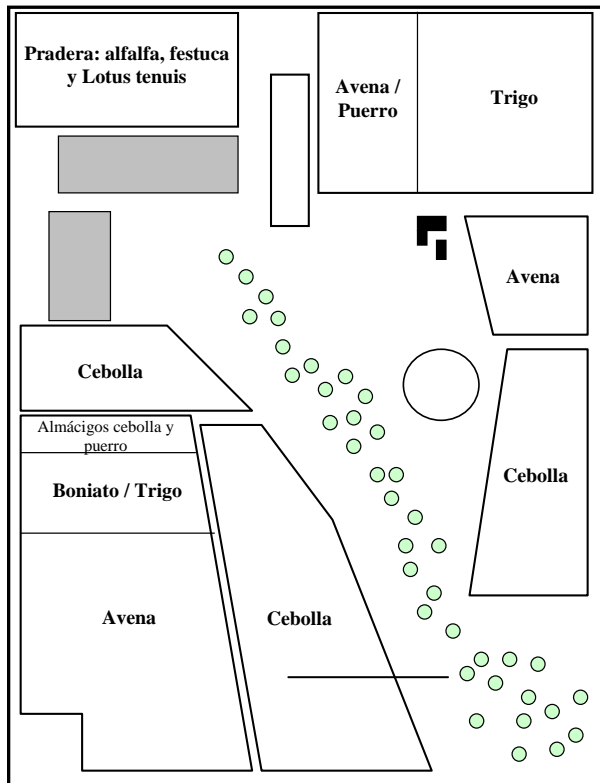 Pradera: alfalfa, festuca
y Lotus tenuis
Avena /
Puerro
Trigo
Avena
Cebolla
Almácigos cebolla y
puerro
Boniato / Trigo
Cebolla
Avena
Cebolla